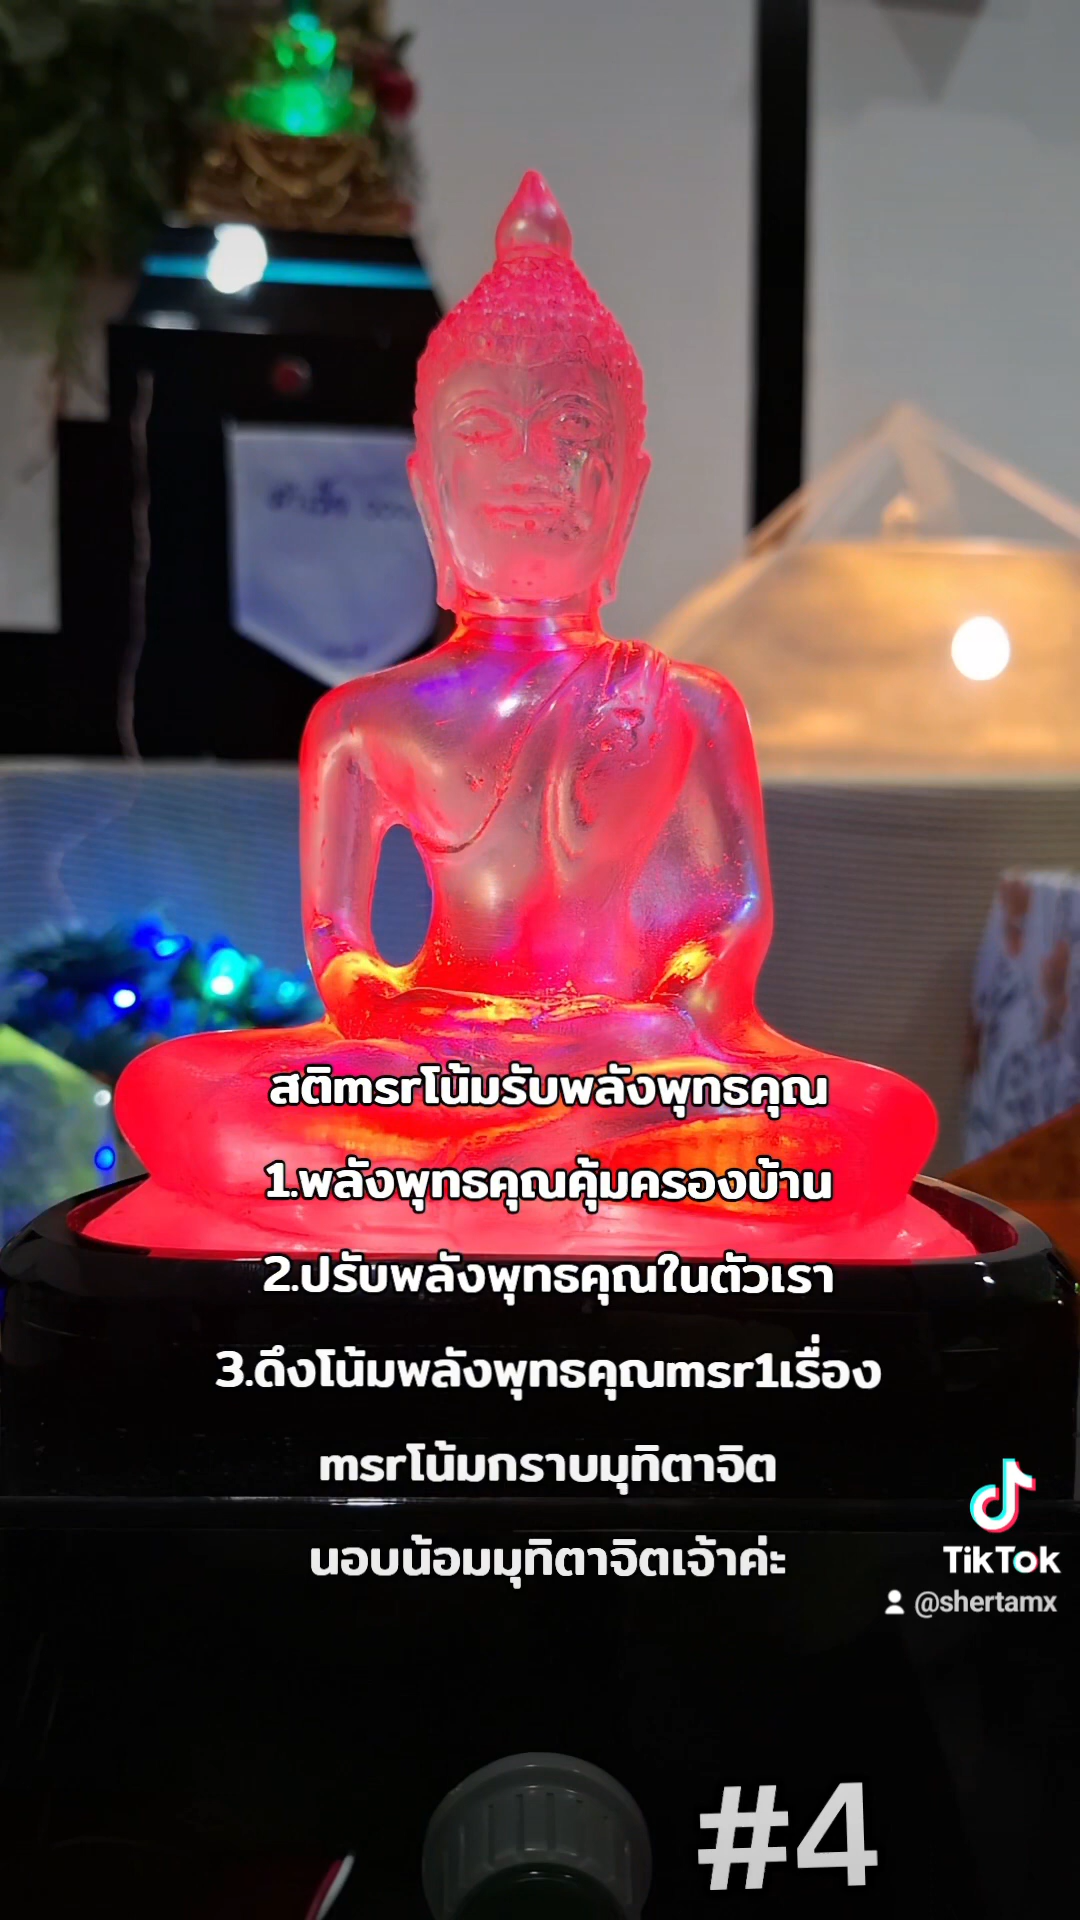 สติmsrโน้มรับพลังพุทธคุณ
1.พลังพุทธคุณคุ้มครองบ้าน
2.ปรับพลังพุทธคุณในตัวเรา
3.ดึงโน้มพลังพุทธคุณmsr1เรื่อง
msrโน้มกราบมุทิตาจิต
นอบน้อมมุทิตาจิตเจ้าค่ะ
TikTok
@shertamx
#4